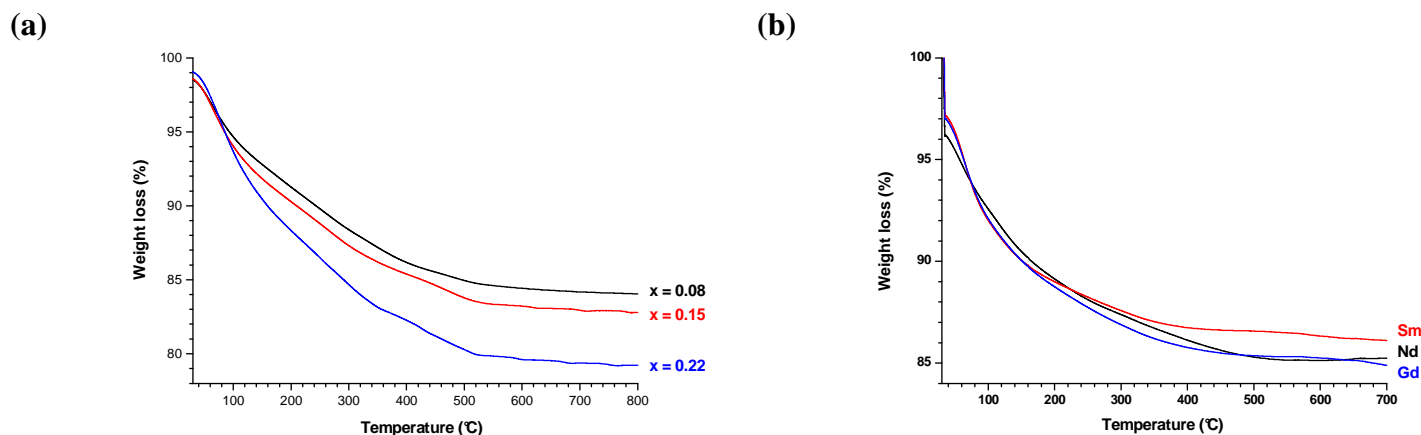 (a)
100
95
90
85
80
Weight loss (%)
100 200 300 400 500 600 700 800
Temperature (°C)
x = 0.08
x = 0.15
x = 0.22
(b)
100
95
90
85
Weight loss (%)
100 200 300 400 500 600 700
Temperature (°C)
Sm
Nd
Gd